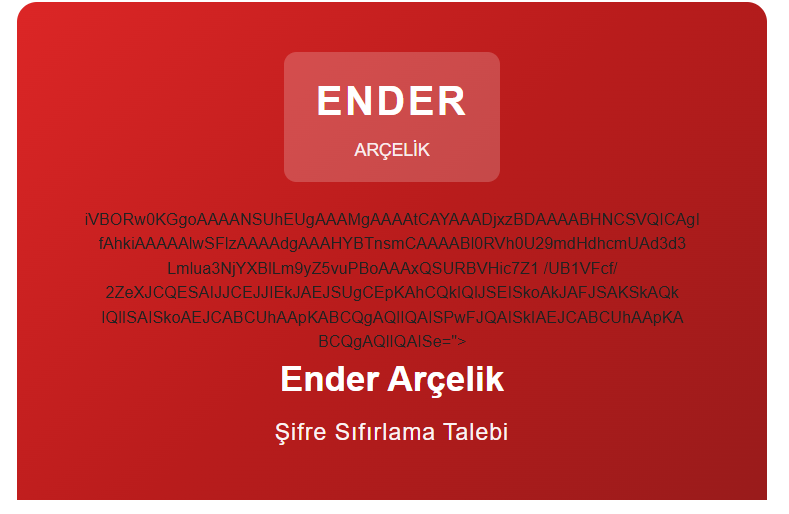 ENDER
ARÇELİK
iVBORw0KGgoAAAANSUhEUgAAAMgAAAAtCAYAAADjxzBDAAAABHNCSVQICAgI
fAhkiAAAAAlwSFlzAAAAdgAAAHYBTnsmCAAAABl0RVh0U29mdHdhcmUAd3d3
Lmlua3NjYXBlLm9yZ5vuPBoAAAxQSURBVHic7Z1 /UB1VFcf/
2ZeXJCQESAIJJCEJJIEkJAEJSUgCEpKAhCQkIQIJSEISkoAkJAFJSAKSkAQk
IQIISAISkoAEJCABCUhAApKABCQgAQIIQAISPwFJQAISkIAEJCABCUhAApKA
BCQgAQIIQAISe=">
Ender Arçelik
Şifre Sıfırlama Talebi